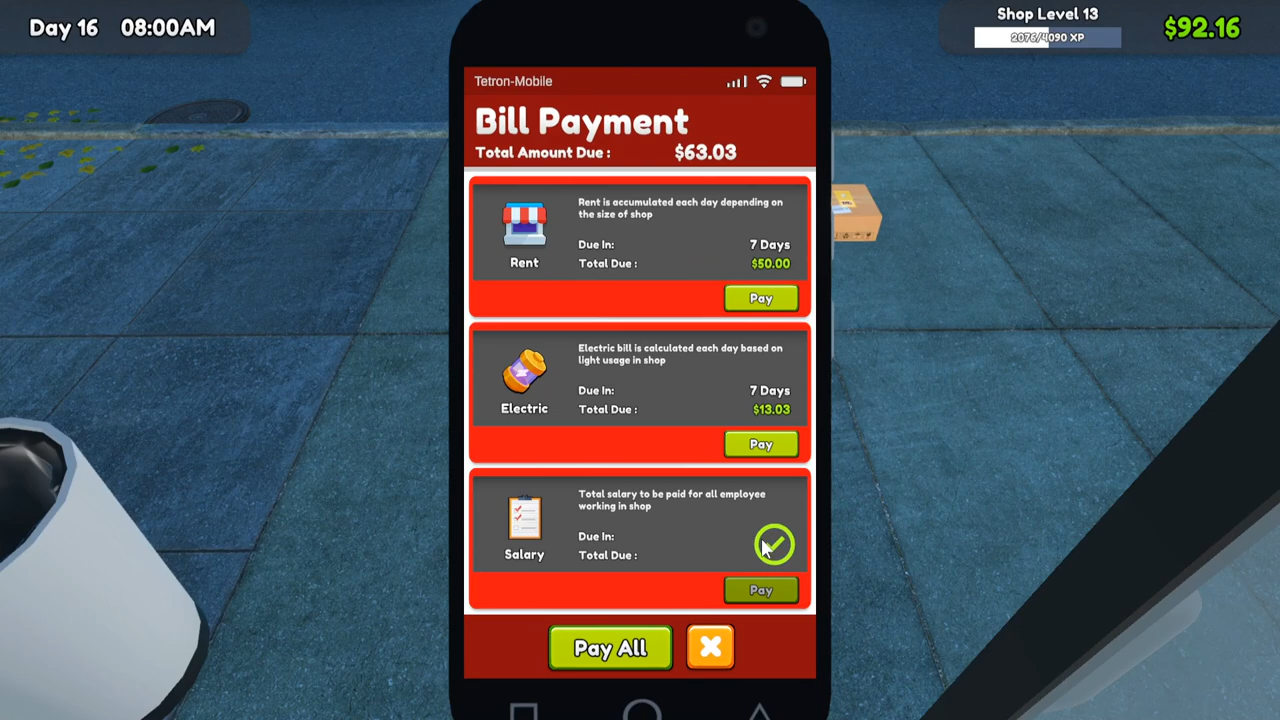 Day 16 08:00AM
Shop Level 13
2076/4090 XP
$92.16
Tetron-Mobile
Bill Payment
Total Amount Due : $63.03
Rent is accumulated each day depending on
the size of shop
Due In: 7 Days
Total Due : $50.00
Rent
Pay
Electric bill is calculated each day based on
light usage in shop
Due In: 7 Days
Total Due : $13.03
Electric
Pay
Total salary to be paid for all employee
working in shop
Due In:
Total Due :
Salary
Pay
Pay All